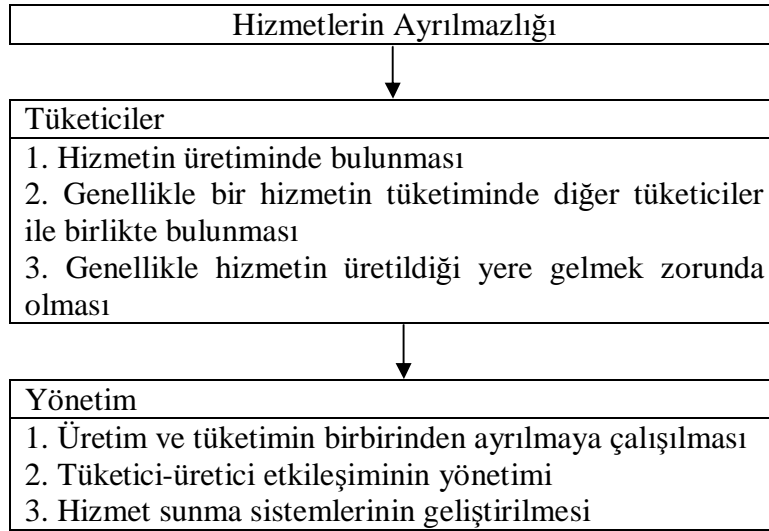 Hizmetlerin Ayrılmazlığı
Tüketiciler
1. Hizmetin üretiminde bulunması
2. Genellikle bir hizmetin tüketiminde diğer tüketiciler
ile birlikte bulunması
3. Genellikle hizmetin üretildiği yere gelmek zorunda
olması
Yönetim
1. Üretim ve tüketimin birbirinden ayrılmaya çalışılması
2. Tüketici-üretici etkileşiminin yönetimi
3. Hizmet sunma sistemlerinin geliştirilmesi